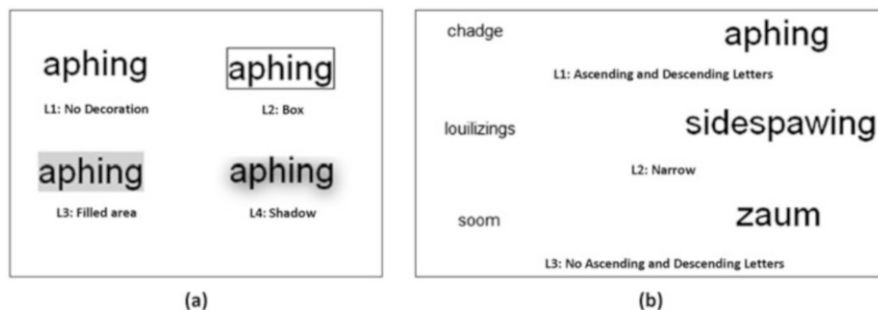 aphing aphing
L1: No Decoration L2: Box
aphing aphing
L3: Filled area L4: Shadow
(a)
chadge aphing
L1: Ascending and Descending Letters
louilizings sidespawing
L2: Narrow
soom zaum
L3: No Ascending and Descending Letters
(b)